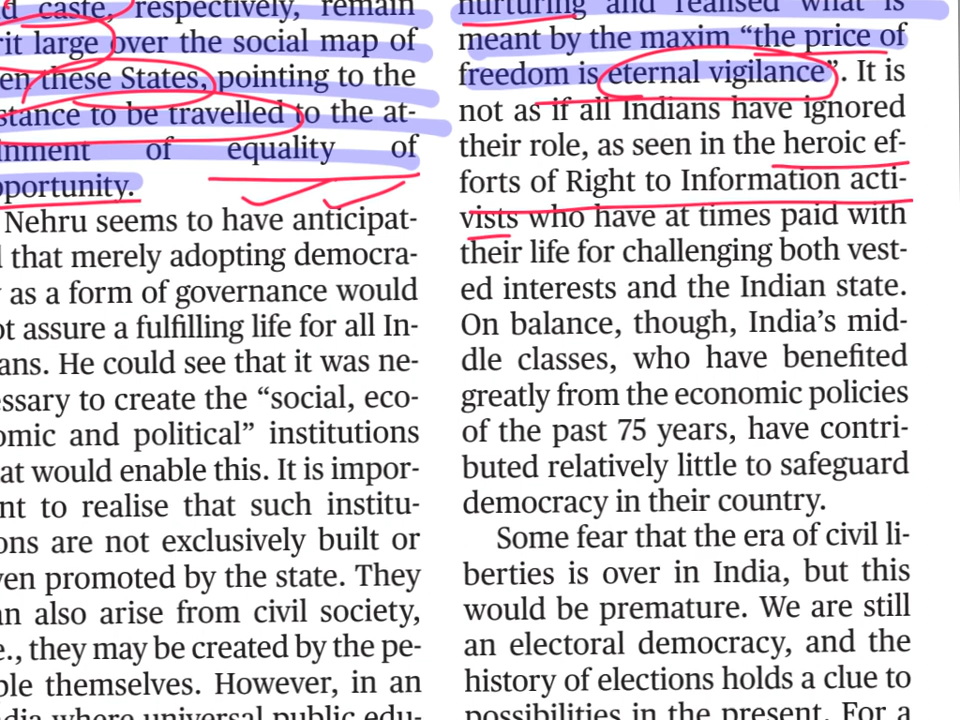 d caste, respectively, remain
rit large over the social map of
en these States, pointing to the
stance to be travelled to the at-
inment of equality of
pportunity.
Nehru seems to have anticipat-
d that merely adopting democra-
y as a form of governance would
ot assure a fulfilling life for all In-
ans. He could see that it was ne-
essary to create the “social, eco-
omic and political” institutions
at would enable this. It is impor-
nt to realise that such institu-
ons are not exclusively built or
ven promoted by the state. They
an also arise from civil society,
e., they may be created by the pe-
ple themselves. However, in an
dia where universal public edu-
nurturing and realised what is
meant by the maxim “the price of
freedom is eternal vigilance”. It is
not as if all Indians have ignored
their role, as seen in the heroic ef-
forts of Right to Information acti-
vists who have at times paid with
their life for challenging both vest-
ed interests and the Indian state.
On balance, though, India’s mid-
dle classes, who have benefited
greatly from the economic policies
of the past 75 years, have contri-
buted relatively little to safeguard
democracy in their country.
Some fear that the era of civil li-
berties is over in India, but this
would be premature. We are still
an electoral democracy, and the
history of elections holds a clue to
possibilities in the present. For a